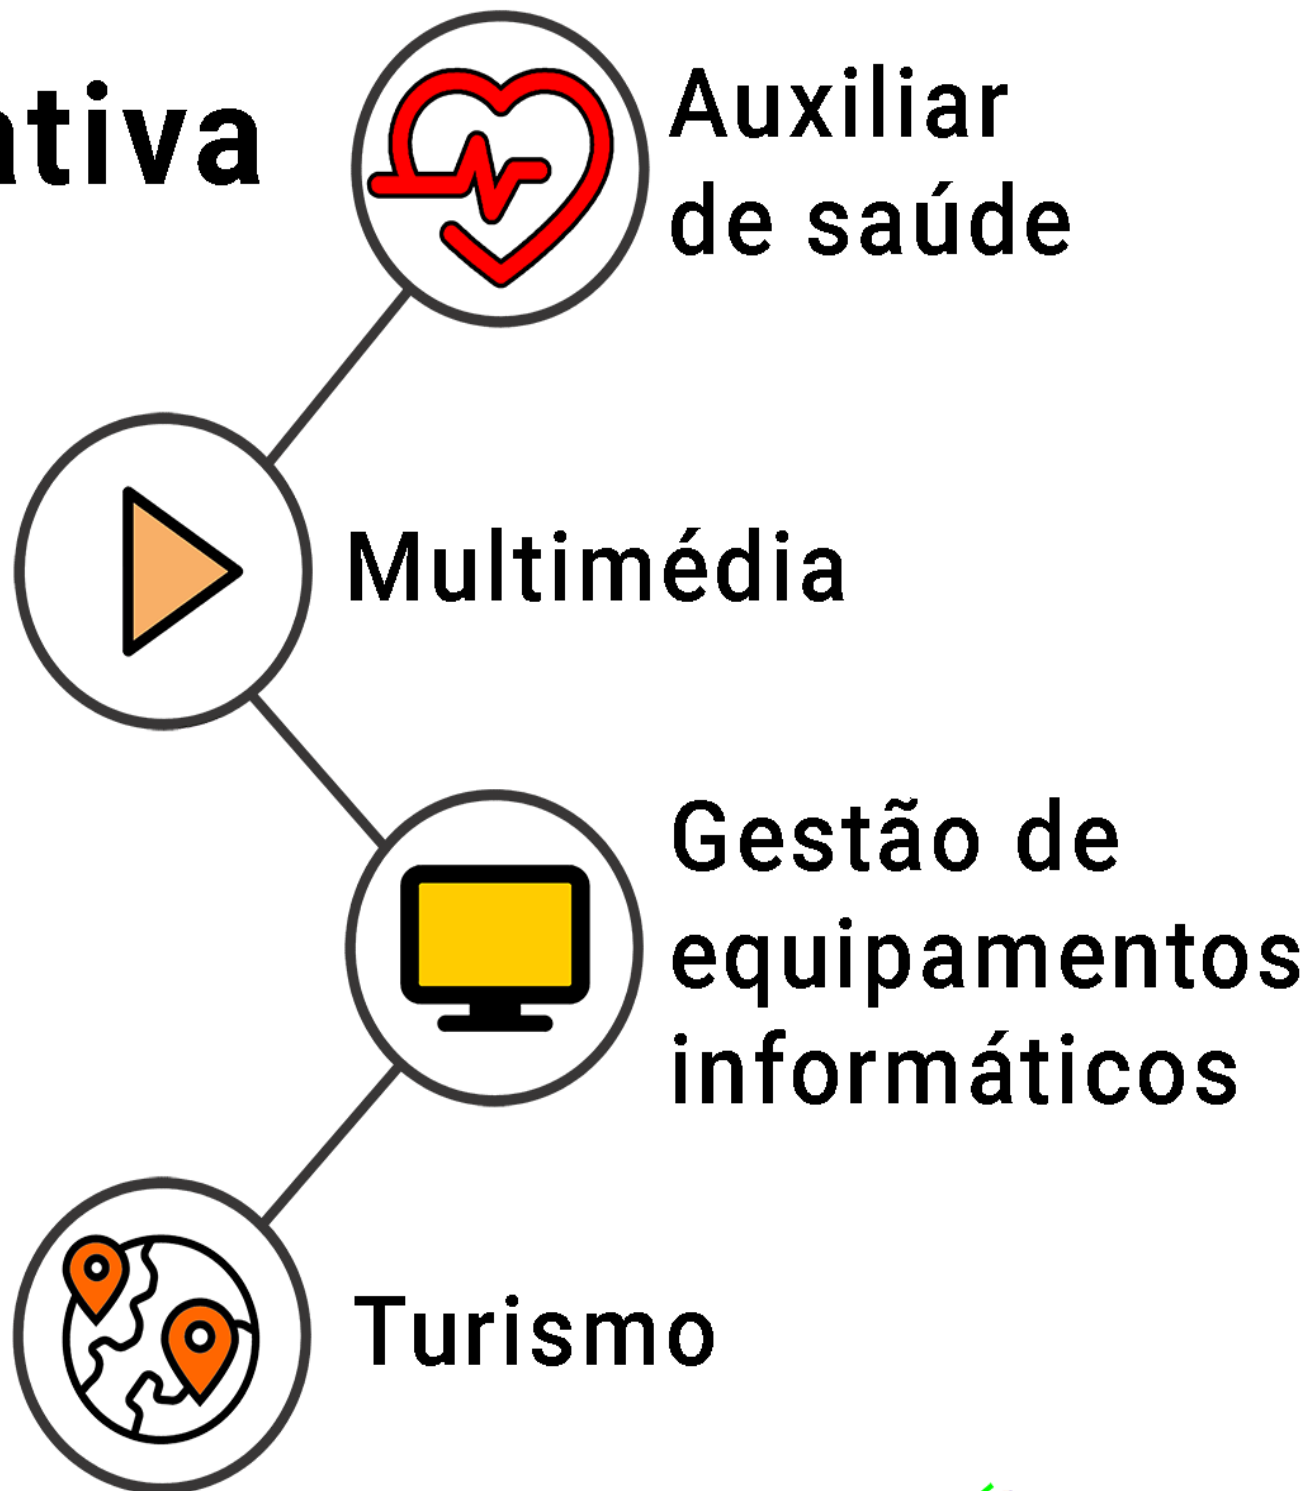 ativa
Auxiliar
de saúde
Multimédia
Gestão de
equipamentos
informáticos
Turismo